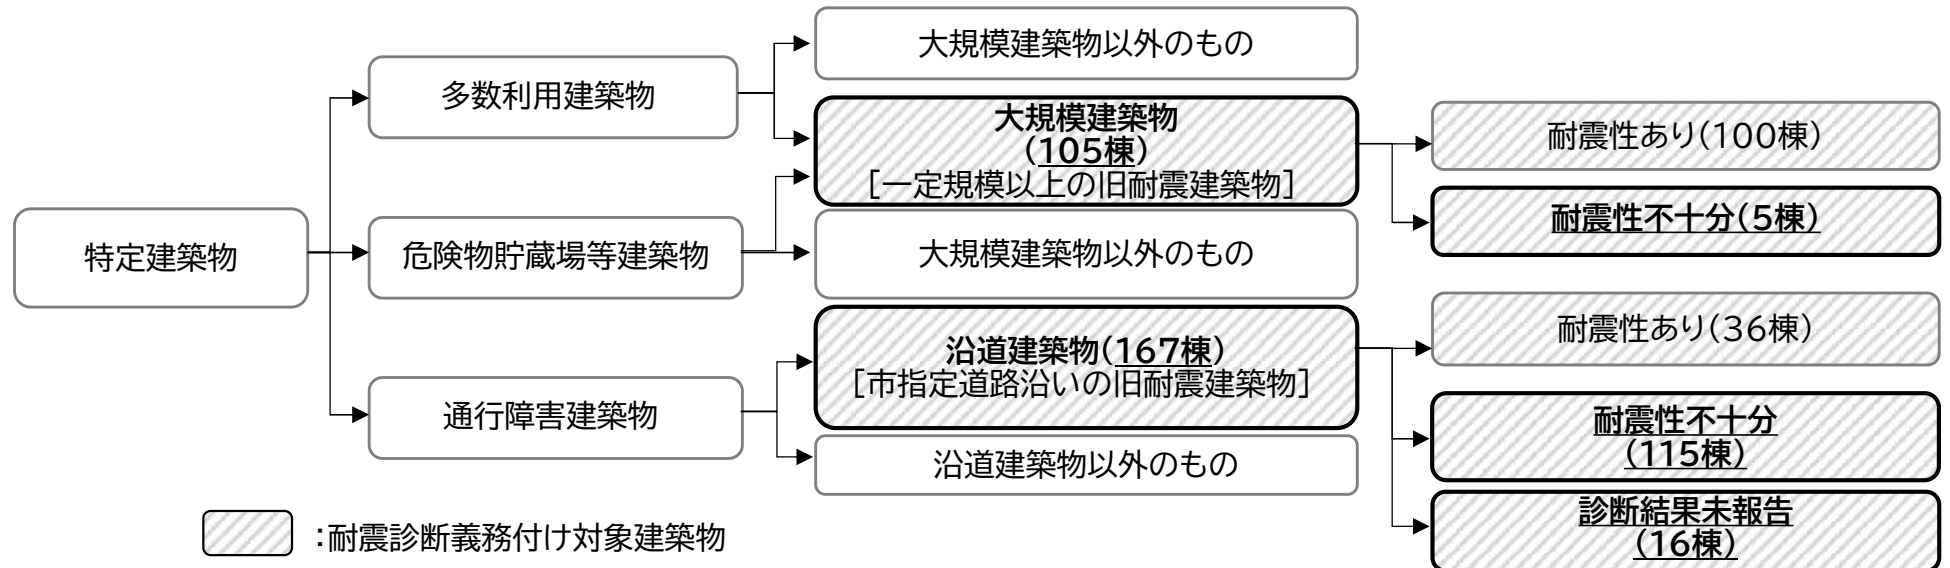 特定建築物
多数利用建築物
危険物貯蔵場等建築物
通行障害建築物
大規模建築物以外のもの
大規模建築物
(105棟)
[一定規模以上の旧耐震建築物]
大規模建築物以外のもの
沿道建築物(167棟)
[市指定道路沿いの旧耐震建築物]
沿道建築物以外のもの
耐震性あり(100棟)
耐震性不十分(5棟)
耐震性あり(36棟)
耐震性不十分
(115棟)
診断結果未報告
(16棟)
:耐震診断義務付け対象建築物